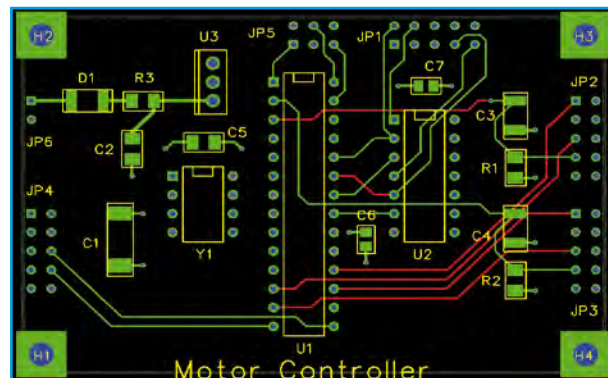 H2
U3
JP5
JP1
H3
D1
R3
C7
JP2
C3
JP6
C2
C5
R1
JP4
C1
Y1
C6
U2
C4
R2
JP3
H1
U1
H4
Motor Controller